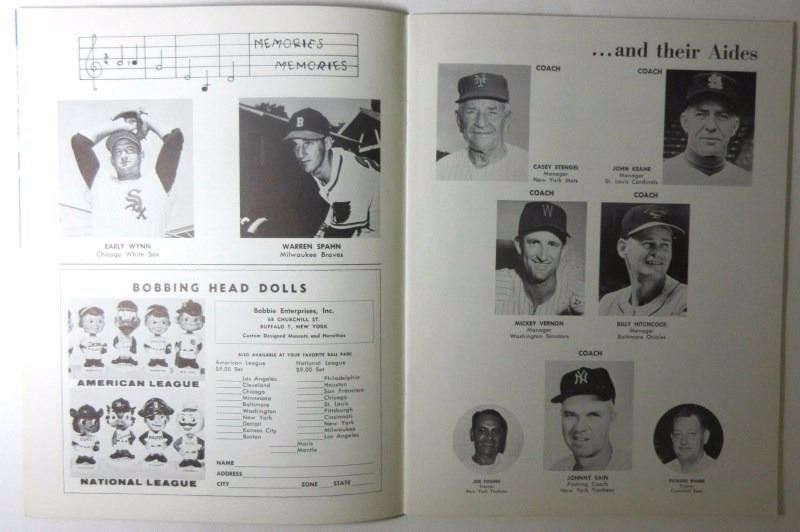 MEMORIES
MEMORIES
EARLY WYNN
Chicago White Sox
WARREN SPAHN
Milwaukee Braves
BOBBING HEAD DOLLS
AMERICAN LEAGUE
NATIONAL LEAGUE
Bobbie Enterprises, Inc.
68 CHURCHILL ST.
BUFFALO 7, NEW YORK
Custom Designed Mascots and Novelties
ALSO AVAILABLE AT YOUR FAVORITE BALL PARK
American League
$9.00 Set
Los Angeles
Cleveland
Chicago
Minnesota
Baltimore
Washington
New York
Detroit
Kansas City
Boston
National League
$9.00 Set
Philadelphia
Houston
San Francisco
Chicago
St. Louis
Pittsburgh
Cincinnati
New York
Milwaukee
Los Angeles
Maris
Mantle
NAME
ADDRESS
CITY ZONE STATE
...and their Aides
COACH
CASEY STENGEL
Manager
New York Mets
COACH
JOHN KEANE
Manager
St. Louis Cardinals
COACH
MICKEY VERNON
Manager
Washington Senators
COACH
BILLY HITCHCOCK
Manager
Baltimore Orioles
COACH
JOHNNY SAIN
Pitching Coach
New York Yankees
JOE SOARES
Trainer
New York Yankees
RICHARD
Trainer
Cincinnati Reds